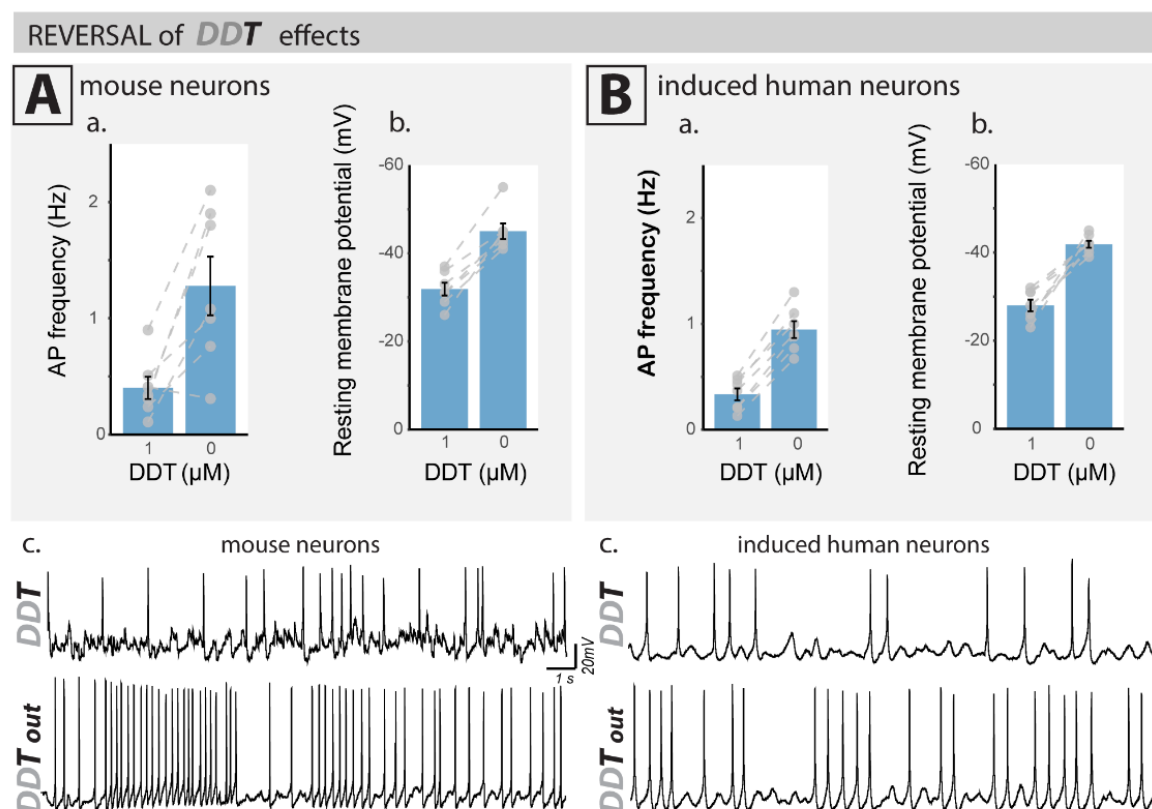 REVERSAL of DDT effects
A mouse neurons
a.
AP frequency (Hz)
2
1
0
1 0
DDT (µM)
b.
Resting membrane potential (mV)
-60
-40
-20
0
1 0
DDT (µM)
B induced human neurons
a.
AP frequency (Hz)
2
1
0
1 0
DDT (µM)
b.
Resting membrane potential (mV)
-60
-40
-20
0
1 0
DDT (µM)
c. mouse neurons
DDT
20mV
1 s
DDT out
c. induced human neurons
DDT
DDT out